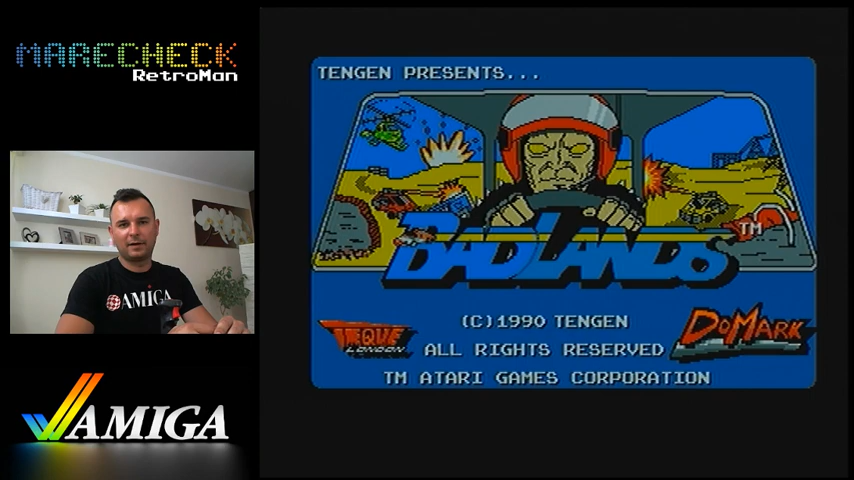 MARECHECK
RetroMan
AMIGA
AMIGA
TENGEN PRESENTS...
BADLANDS
TM
TEQUE
LONDON
(C)1990 TENGEN
DOMARK
ALL RIGHTS RESERVED
TM ATARI GAMES CORPORATION